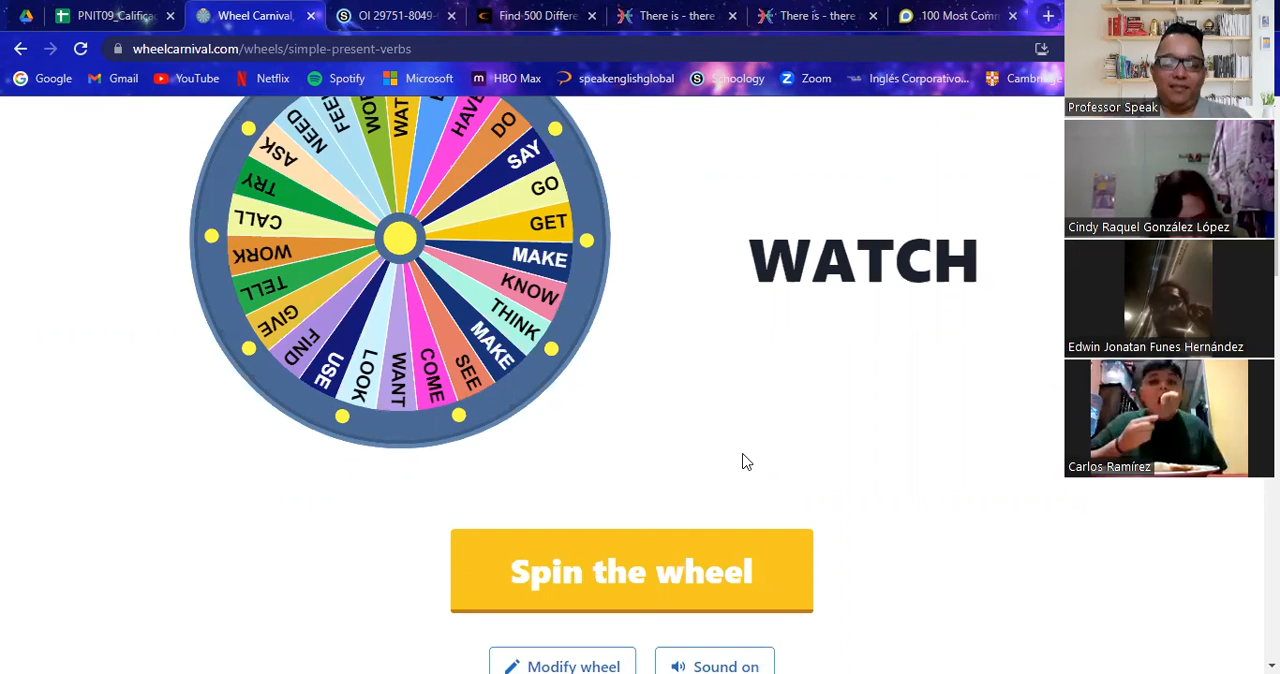 PNIT09_Califica
Wheel Carnival,
OI 29751-8049-
Find 500 Differe
There is - there
There is - there
100 Most Com
wheelcarnival.com/wheels/simple-present-verbs
Google
Gmail
YouTube
Netflix
Spotify
Microsoft
HBO Max
speakenglishglobal
Schoology
Zoom
Inglés Corporativo...
Cambridg
Professor Speak
Cindy Raquel González López
Edwin Jonatan Funes Hernández
Carlos Ramírez
HAVE
DO
SAY
GO
GET
MAKE
KNOW
THINK
MAKE
SEE
COME
WANT
LOOK
USE
FIND
GIVE
TELL
WORK
CALL
TRY
ASK
NEED
FEEL
WAT
WATCH
Spin the wheel
Modify wheel
Sound on